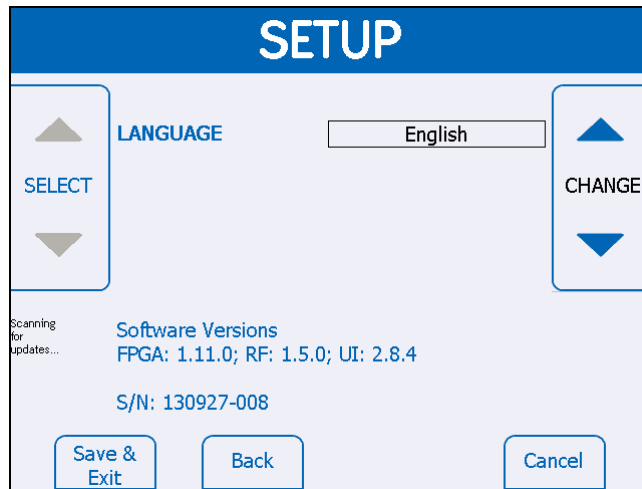 SETUP
LANGUAGE
English
SELECT
CHANGE
Scanning
for
updates...
Software Versions
FPGA: 1.11.0; RF: 1.5.0; UI: 2.8.4
S/N: 130927-008
Save &
Exit
Back
Cancel